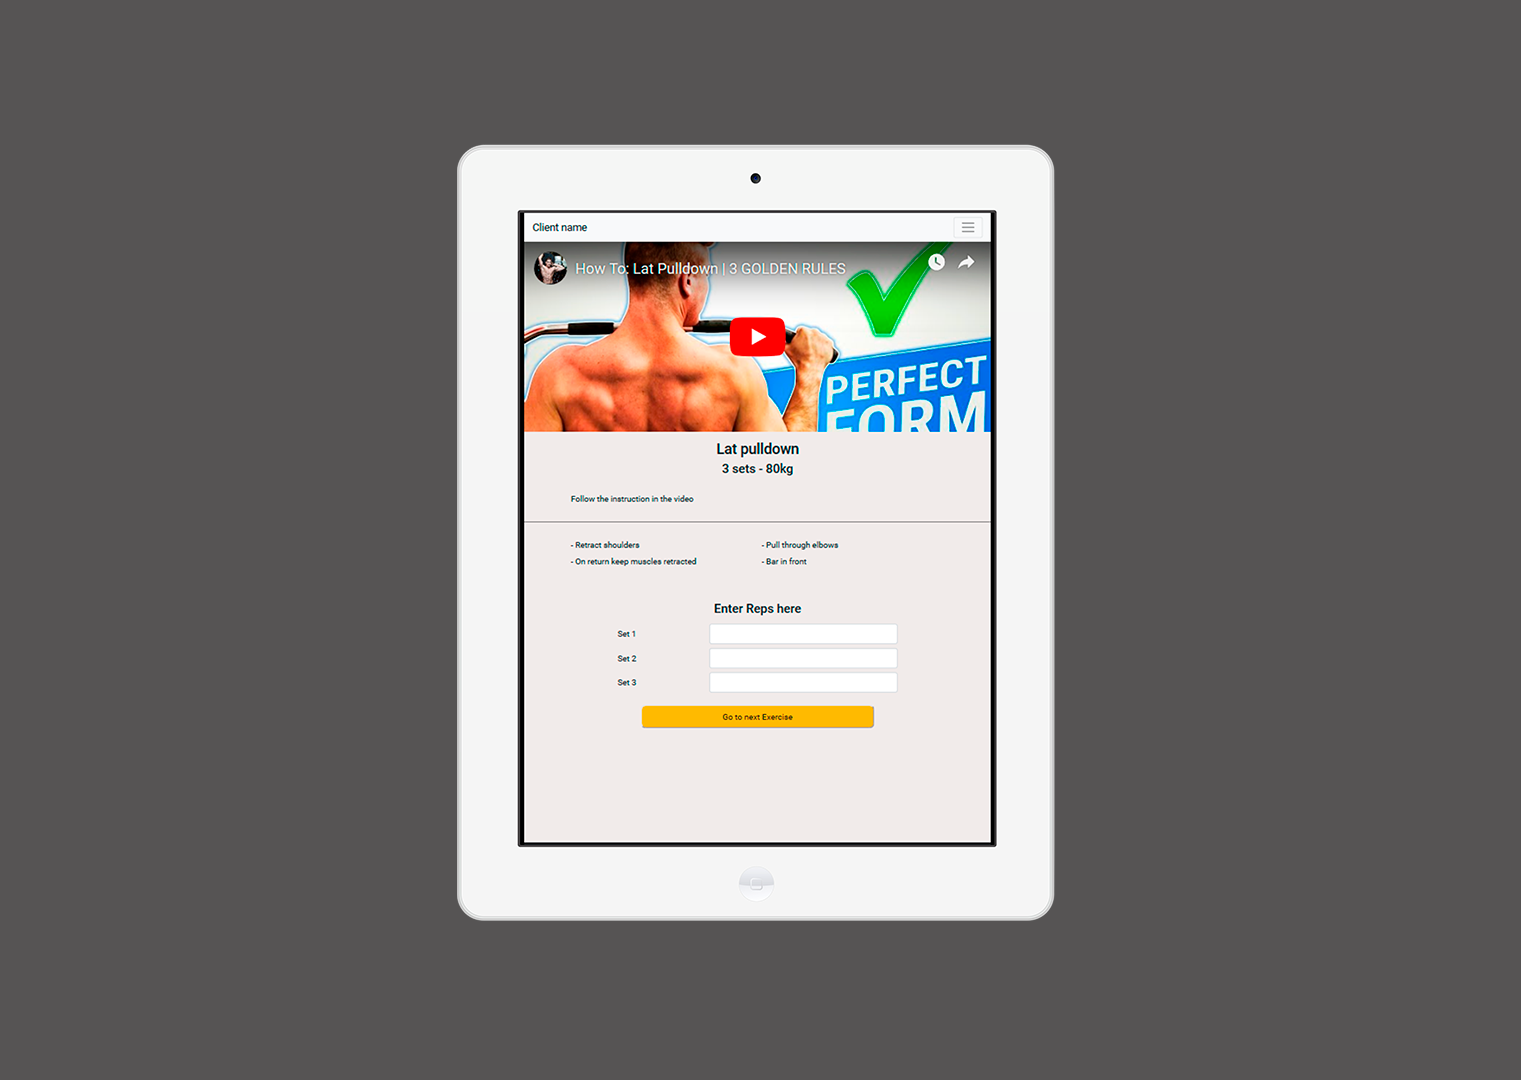 Client name
How To: Lat Pulldown | 3 GOLDEN RULES
PERFECT
FORM
Lat pulldown
3 sets - 80kg
Follow the instruction in the video
- Retract shoulders
- Pull through elbows
- On return keep muscles retracted
- Bar in front
Enter Reps here
Set 1
Set 2
Set 3
Go to next Exercise